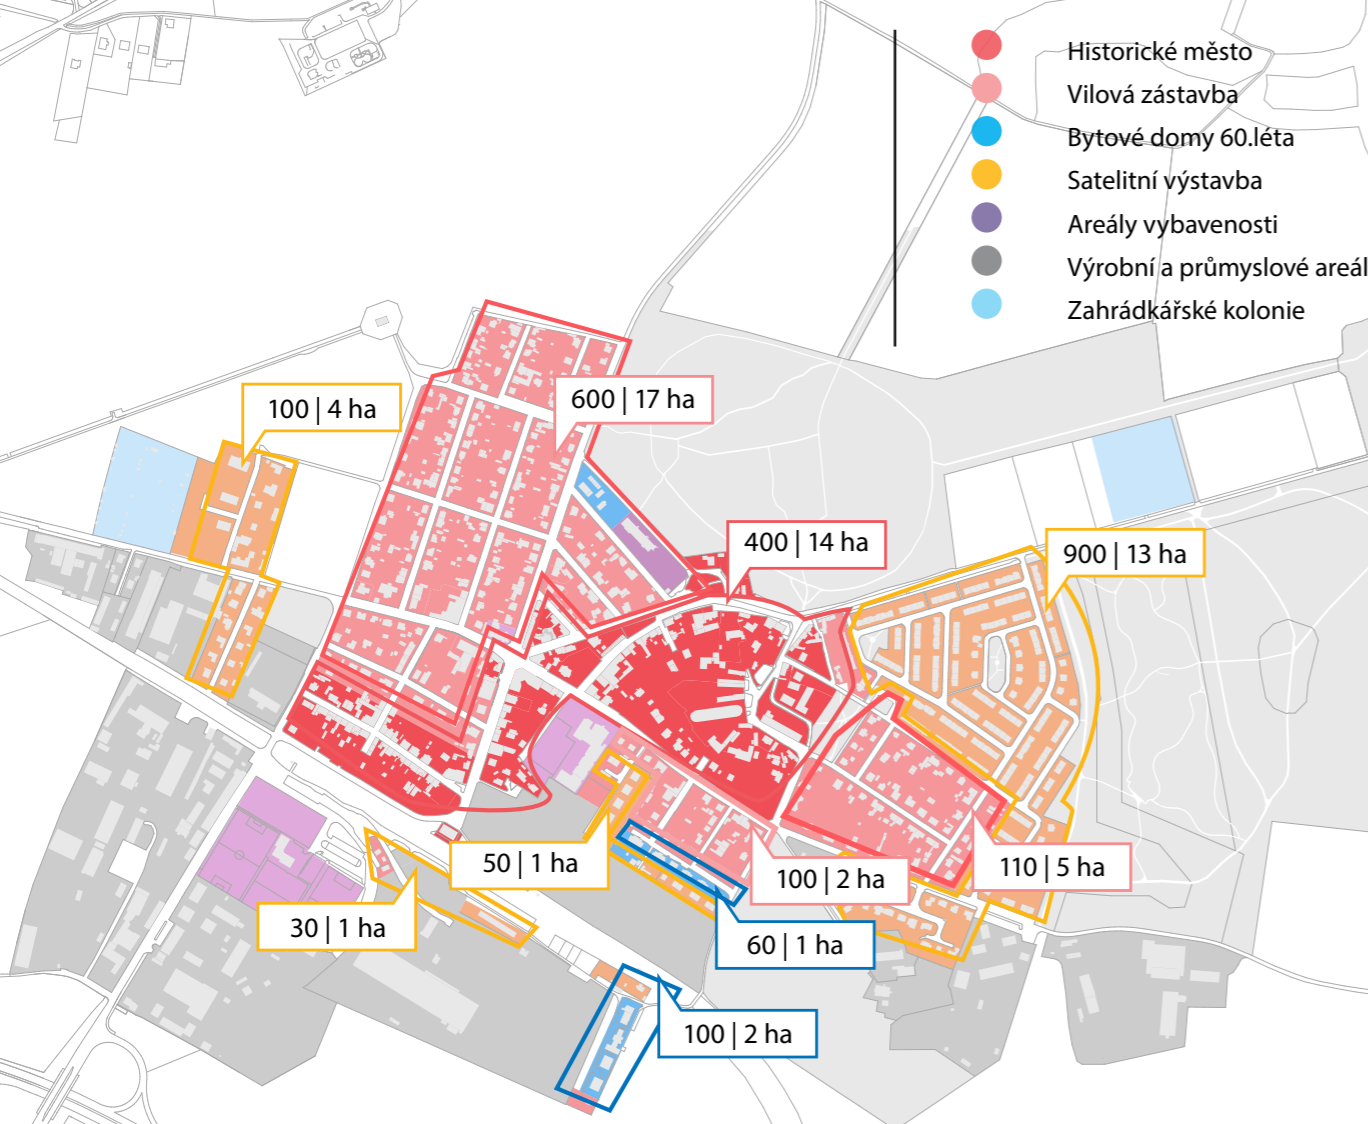 Historické město
Vilová zástavba
Bytové domy 60.léta
Satelitní výstavba
Areály vybavenosti
Výrobní a průmyslové areál
Zahrádkářské kolonie
600 | 17 ha
100 | 4 ha
400 | 14 ha
900 | 13 ha
50 | 1 ha
100 | 2 ha
110 | 5 ha
30 | 1 ha
60 | 1 ha
100 | 2 ha